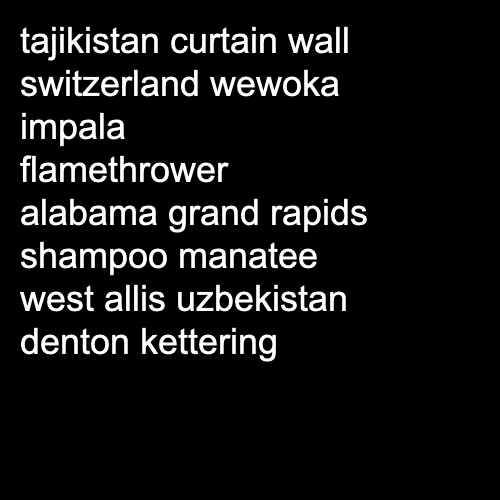 tajikistan curtain wall
switzerland wewoka
impala
flamethrower
alabama grand rapids
shampoo manatee
west allis uzbekistan
denton kettering